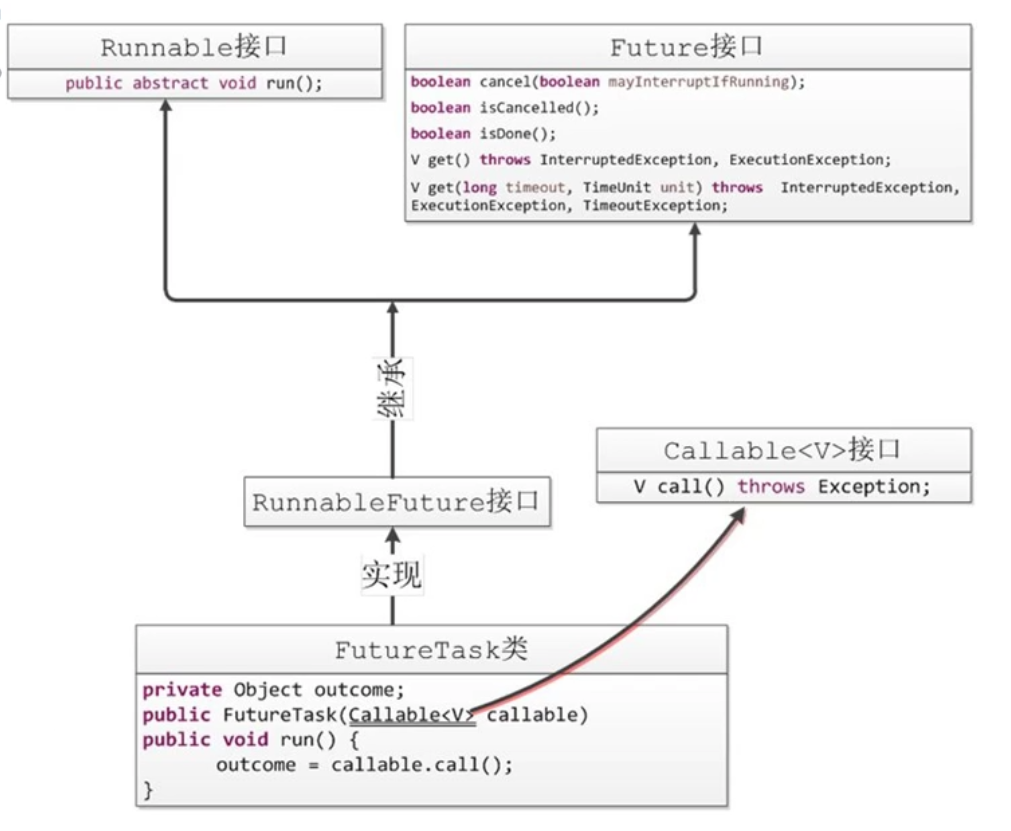 Runnable接口
public abstract void run();
Future接口
boolean cancel(boolean mayInterruptIfRunning);
boolean isCancelled();
boolean isDone();
V get() throws InterruptedException, ExecutionException;
V get(long timeout, TimeUnit unit) throws InterruptedException,
ExecutionException, TimeoutException;
继承
Callable<V>接口
V call() throws Exception;
RunnableFuture接口
实现
FutureTask类
private Object outcome;
public FutureTask(Callable<V> callable)
public void run() {
outcome = callable.call();
}